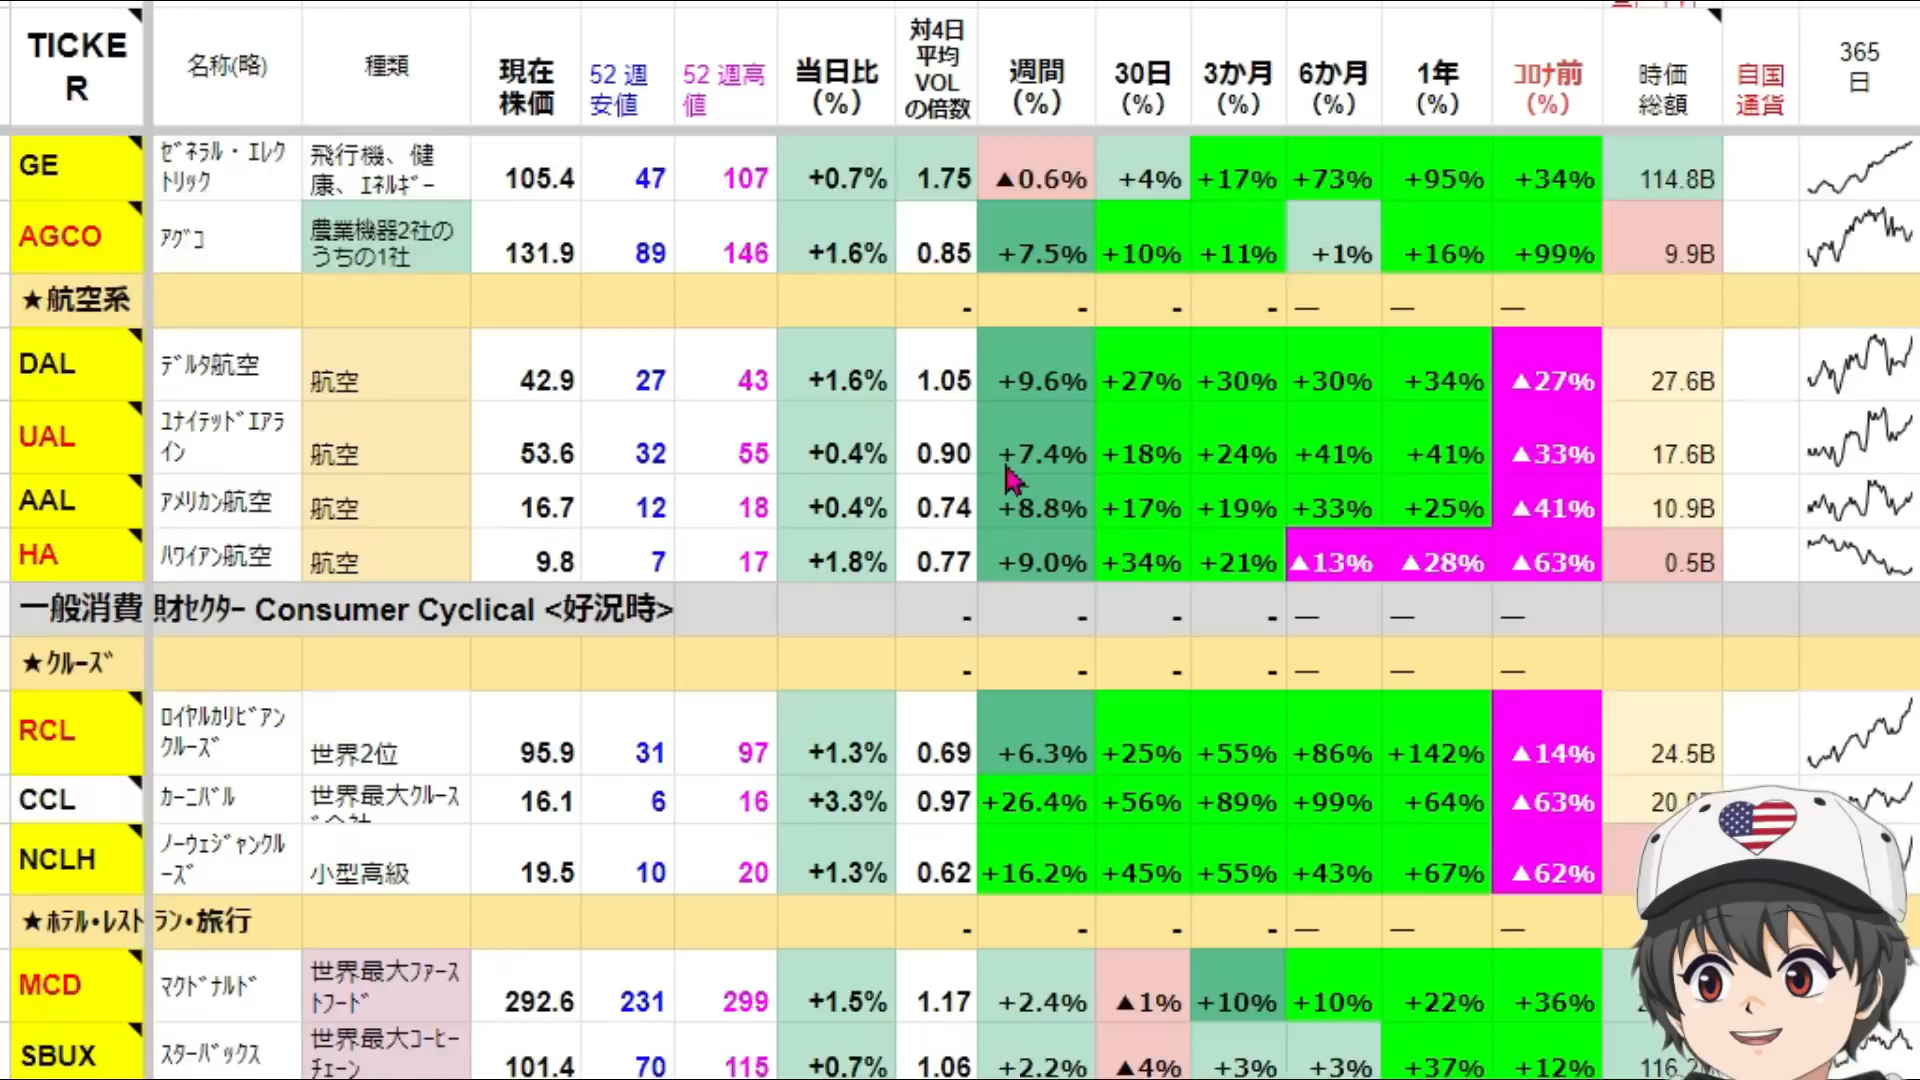 TICKE
R
名称(略)
種類
現在
株価
52 週
安値
52 週高
値
当日比
(%)
対4日
平均
VOL
の倍数
週間
(%)
30日
(%)
3か月
(%)
6か月
(%)
1年
(%)
ｺﾛﾅ前
(%)
時価
総額
自国
通貨
365
日
GE
ｾﾞﾈﾗﾙ・ｴﾚｸ
ﾄﾘｯｸ
飛行機、健
康、ｴﾈﾙｷﾞｰ
105.4 47 107 +0.7% 1.75 ▲0.6% +4% +17% +73% +95% +34% 114.8B
AGCO
ｱｸﾞｺ
農業機器2社の
うちの1社
131.9 89 146 +1.6% 0.85 +7.5% +10% +11% +1% +16% +99% 9.9B
★航空系 - - - - — — —
DAL
ﾃﾞﾙﾀ航空
航空
42.9 27 43 +1.6% 1.05 +9.6% +27% +30% +30% +34% ▲27% 27.6B
UAL
ﾕﾅｲﾃｯﾄﾞｴｱﾗ
ｲﾝ
航空
53.6 32 55 +0.4% 0.90 +7.4% +18% +24% +41% +41% ▲33% 17.6B
AAL
ｱﾒﾘｶﾝ航空
航空
16.7 12 18 +0.4% 0.74 +8.8% +17% +19% +33% +25% ▲41% 10.9B
HA
ﾊﾜｲｱﾝ航空
航空
9.8 7 17 +1.8% 0.77 +9.0% +34% +21% ▲13% ▲28% ▲63% 0.5B
一般消費財ｾｸﾀｰ Consumer Cyclical <好況時> - - - - — — —
★ｸﾙｰｽﾞ - - - - — — —
RCL
ﾛｲﾔﾙｶﾘﾋﾞｱﾝ
ｸﾙｰｽﾞ
世界2位
95.9 31 97 +1.3% 0.69 +6.3% +25% +55% +86% +142% ▲14% 24.5B
CCL
ｶｰﾆﾊﾞﾙ
世界最大ｸﾙｰｽ
16.1 6 16 +3.3% 0.97 +26.4% +56% +89% +99% +64% ▲63%
NCLH
ﾉｰｳｪｼﾞｬﾝｸﾙ
ｰｽﾞ
小型高級
19.5 10 20 +1.3% 0.62 +16.2% +45% +55% +43% +67% ▲62%
★ﾎﾃﾙ•ﾚｽﾄﾗﾝ•旅行 - - - - — — —
MCD
ﾏｸﾄﾞﾅﾙﾄﾞ
世界最大ﾌｧｰｽ
ﾄﾌｰﾄﾞ
292.6 231 299 +1.5% 1.17 +2.4% ▲1% +10% +10% +22% +36%
SBUX
ｽﾀｰﾊﾞｯｸｽ
世界最大ｺｰﾋｰ
ﾁｪｰﾝ
101.4 70 115 +0.7% 1.06 +2.2% ▲4% +3% +3% +37% +12%